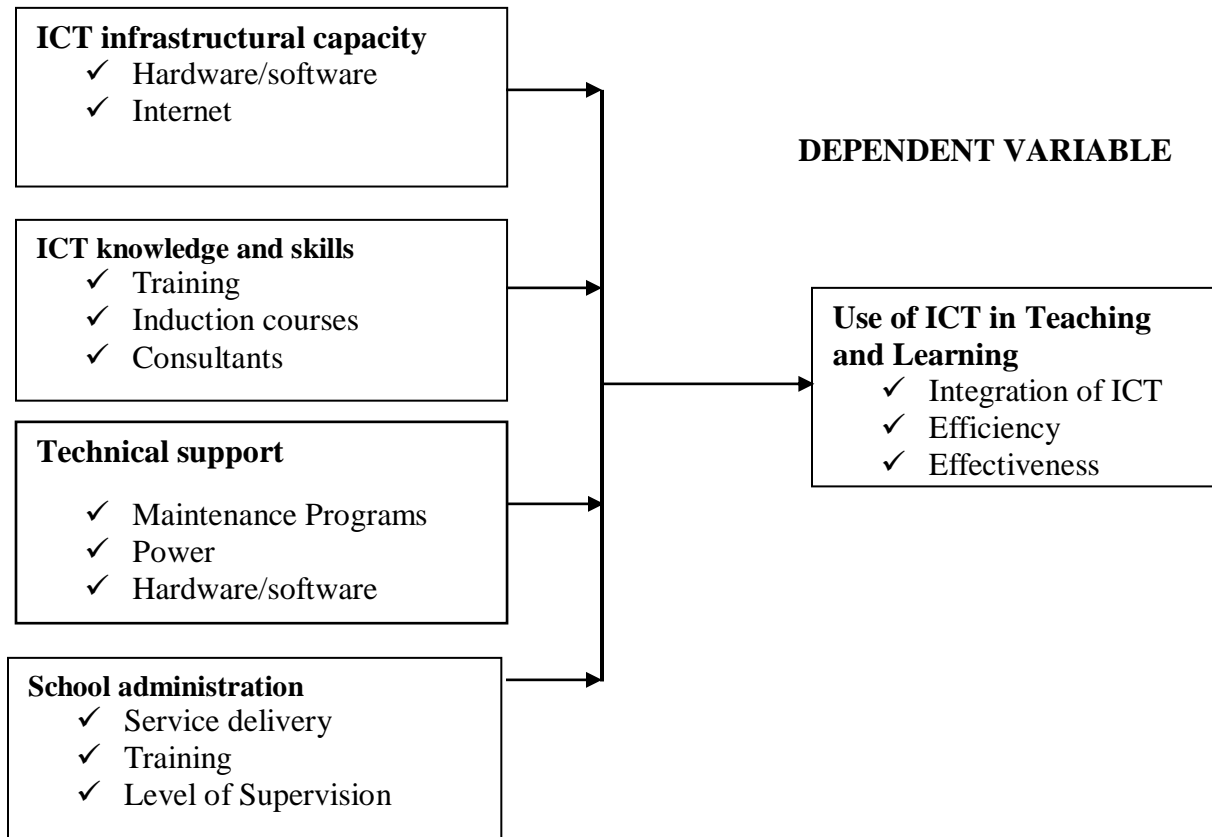 ICT infrastructural capacity
✓ Hardware/software
✓ Internet
DEPENDENT VARIABLE
ICT knowledge and skills
✓ Training
✓ Induction courses
✓ Consultants
Use of ICT in Teaching
and Learning
✓ Integration of ICT
✓ Efficiency
✓ Effectiveness
Technical support
✓ Maintenance Programs
✓ Power
✓ Hardware/software
School administration
✓ Service delivery
✓ Training
✓ Level of Supervision